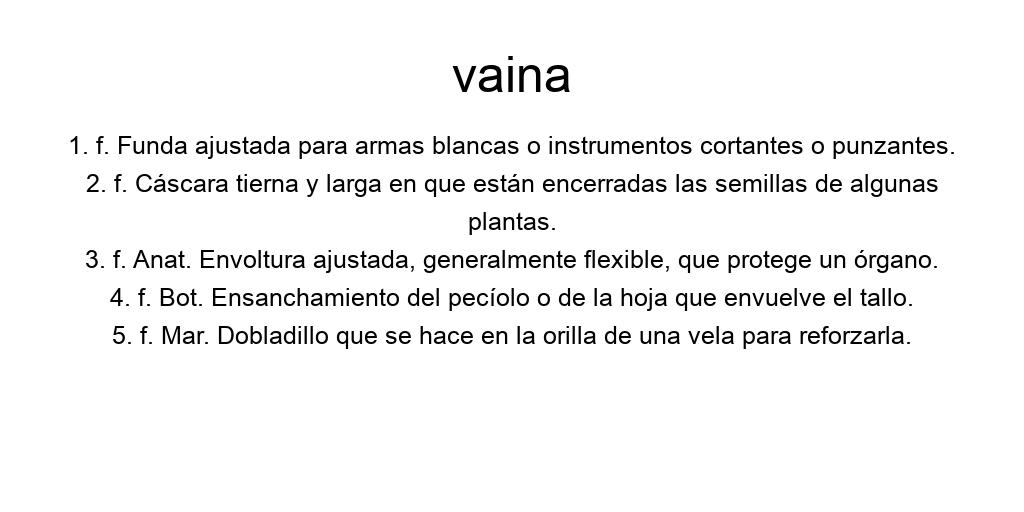 vaina
1. f. Funda ajustada para armas blancas o instrumentos cortantes o punzantes.
2. f. Cáscara tierna y larga en que están encerradas las semillas de algunas
plantas.
3. f. Anat. Envoltura ajustada, generalmente flexible, que protege un órgano.
4. f. Bot. Ensanchamiento del pecíolo o de la hoja que envuelve el tallo.
5. f. Mar. Dobladillo que se hace en la orilla de una vela para reforzarla.